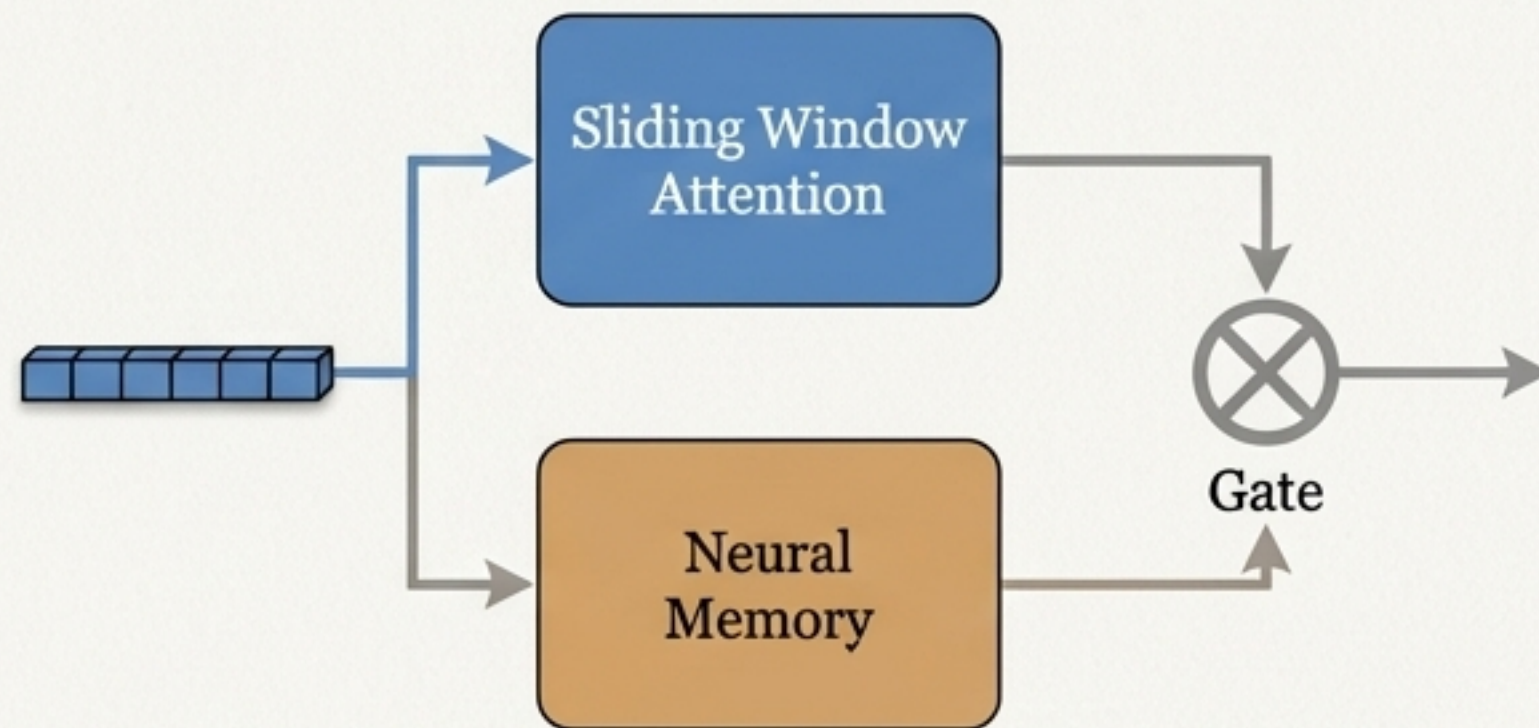 Sliding Window
Attention
Gate
Neural
Memory